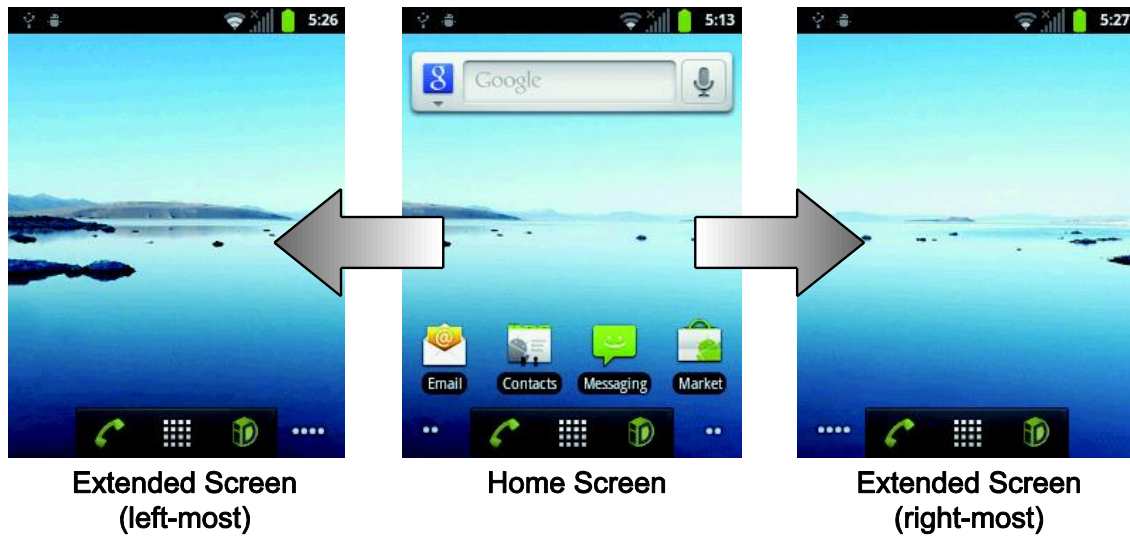 5:26
5:13
5:27
8 Google
Email Contacts Messaging Market
Extended Screen
(left-most)
Home Screen
Extended Screen
(right-most)